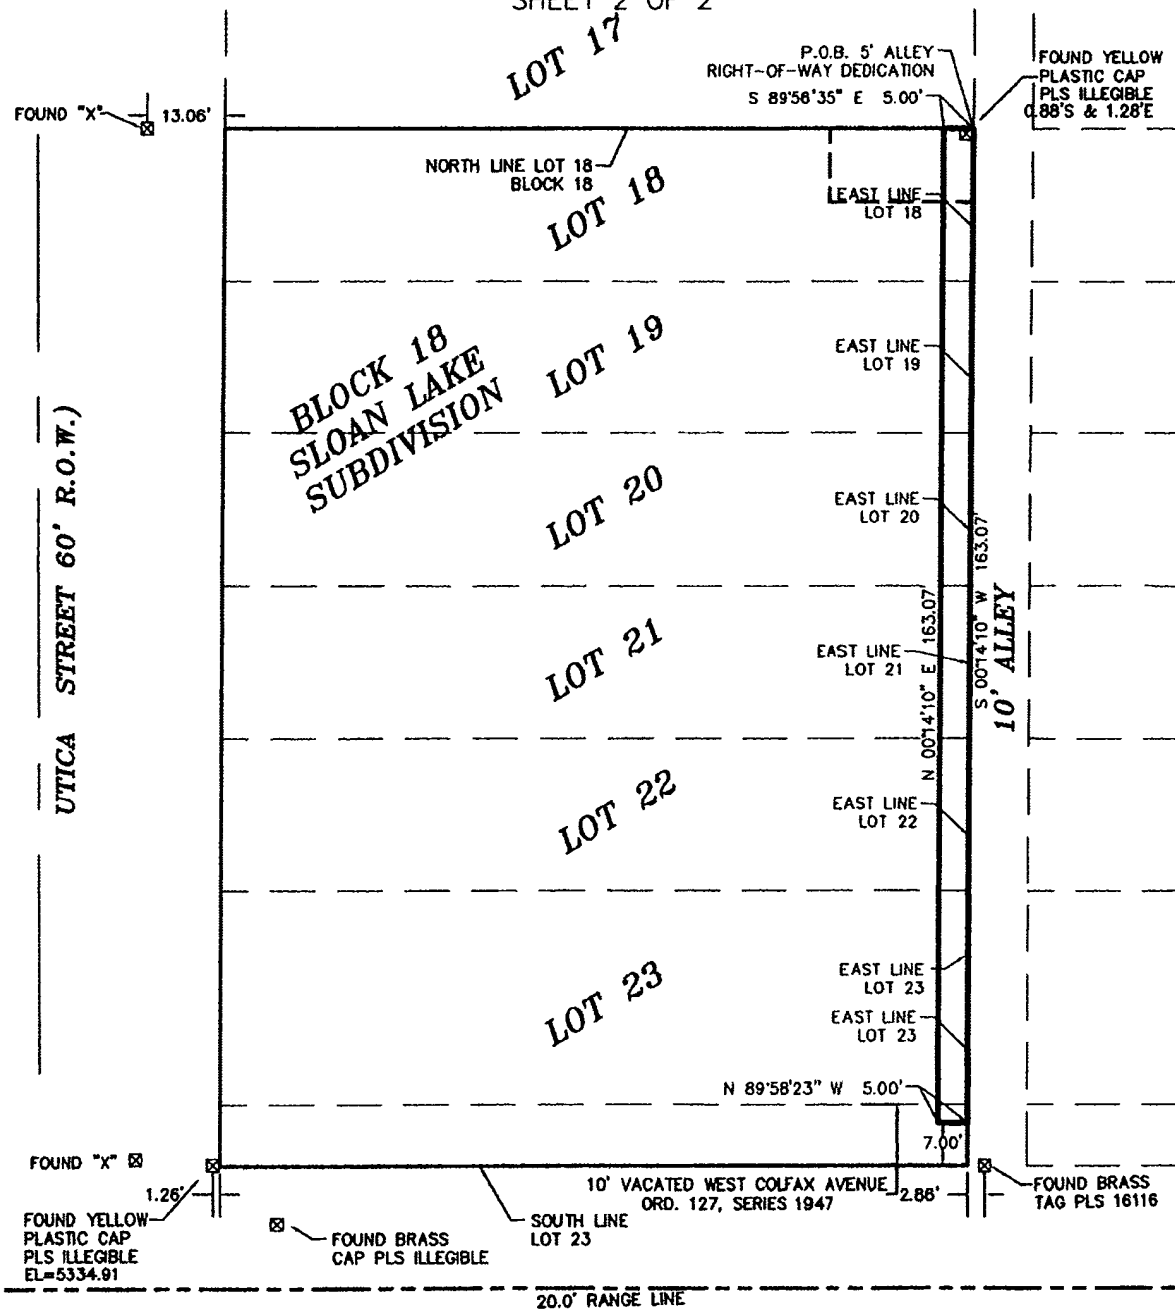 SHEET 2 OF 2
LOT 17
P.O.B. 5' ALLEY
RIGHT-OF-WAY DEDICATION
S 89°56'35" E 5.00'
FOUND YELLOW
PLASTIC CAP
PLS ILLEGIBLE
0.88'S & 1.28'E
FOUND "X"
13.06'
NORTH LINE LOT 18
BLOCK 18
LOT 18
EAST LINE
LOT 18
BLOCK 18
SLOAN LAKE
SUBDIVISION
LOT 19
EAST LINE
LOT 19
LOT 20
EAST LINE
LOT 20
UTICA STREET 60' R.O.W.)
N 00°14'10" E 163.07'
S 00°14'10" W 163.07'
10' ALLEY
LOT 21
EAST LINE
LOT 21
LOT 22
EAST LINE
LOT 22
LOT 23
EAST LINE
LOT 23
EAST LINE
LOT 23
N 89°58'23" W 5.00'
7.00'
FOUND "X"
1.26'
10' VACATED WEST COLFAX AVENUE
ORD. 127, SERIES 1947
2.86'
FOUND BRASS
TAG PLS 16116
FOUND YELLOW
PLASTIC CAP
PLS ILLEGIBLE
EL=5334.91
FOUND BRASS
CAP PLS ILLEGIBLE
SOUTH LINE
LOT 23
20.0' RANGE LINE